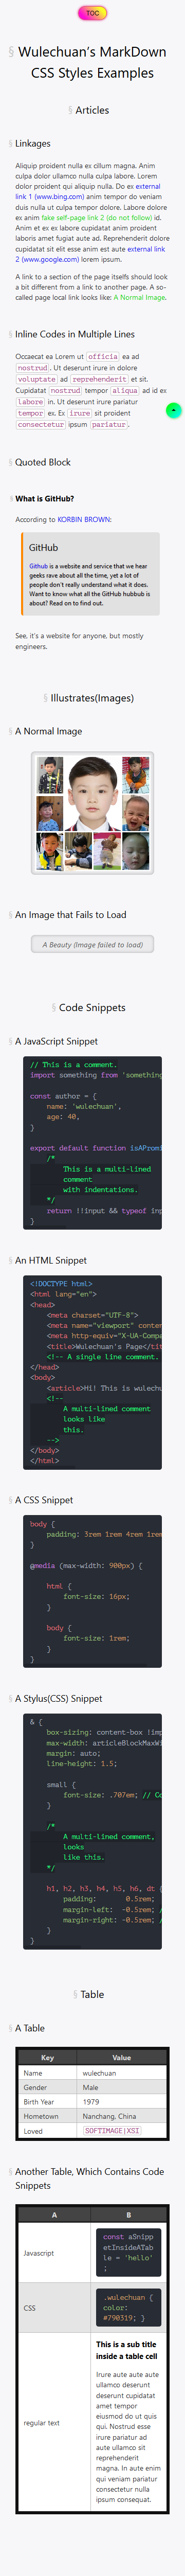 TOC
§ Wulechuan's MarkDown
CSS Styles Examples
§ Articles
§ Linkages
Aliquip proident nulla ex cillum magna. Anim
culpa dolor ullamco nulla culpa labore. Lorem
dolor proident qui aliquip nulla. Do ex external
link 1 (www.bing.com) anim tempor do veniam
duis nulla ut culpa tempor dolore. Labore dolore
ex anim fake self-page link 2 (do not follow) id.
Anim et ex ex labore cupidatat anim proident
laboris amet fugiat aute ad. Reprehenderit dolore
cupidatat sit elit esse anim est aute external link
2 (www.google.com) lorem ipsum.
A link to a section of the page itselfs should look
a bit different from a link to another page. A so-
called page local link looks like: A Normal Image.
§ Inline Codes in Multiple Lines
Occaecat ea Lorem ut officia ea ad
nostrud. Ut deserunt irure in dolore
voluptate ad reprehenderit et sit.
Cupidatat nostrud tempor aliqua ad id ex
labore in. Ut deserunt irure pariatur
tempor ex. Ex irure sit proident
consectetur ipsum pariatur.
§ Quoted Block
§ What is GitHub?
According to KORBIN BROWN:
GitHub
Github is a website and service that we hear
geeks rave about all the time, yet a lot of
people don't really understand what it does.
Want to know what all the GitHub hubbub is
about? Read on to find out.
See, it's a website for anyone, but mostly
engineers.
§ Illustrates(Images)
§ A Normal Image
§ An Image that Fails to Load
A Beauty (Image failed to load)
§ Code Snippets
§ A JavaScript Snippet
// This is a comment.
import something from 'something
const author = {
name: 'wulechuan',
age: 40,
}
export default function isAPromi
/*
This is a multi-lined
comment
with indentations.
*/
return !!input && typeof inp
}
§ An HTML Snippet
<!DOCTYPE html>
<html lang="en">
<head>
<meta charset="UTF-8">
<meta name="viewport" conten
<meta http-equiv="X-UA-Compa
<title>Wulechuan's Page</tit
<!-- A single line comment.
</head>
<body>
<article>Hi! This is wulechu
<!--
A multi-lined comment
looks like
this.
-->
</body>
</html>
§ A CSS Snippet
body {
padding: 3rem 1rem 4rem 1rem
}
@media (max-width: 900px) {
html {
font-size: 16px;
}
body {
font-size: 1rem;
}
}
§ A Stylus(CSS) Snippet
& {
box-sizing: content-box !imp
max-width: articleBlockMaxWi
margin: auto;
line-height: 1.5;
small {
font-size: .707em; // Co
}
/*
A multi-lined comment,
looks
like this.
*/
h1, h2, h3, h4, h5, h6, dt {
padding: 0.5rem;
margin-left: -0.5rem; /
margin-right: -0.5rem; /
}
}
§ Table
§ A Table
Key Value
Name wulechuan
Gender Male
Birth Year 1979
Hometown Nanchang, China
Loved SOFTIMAGE|XSI
§ Another Table, Which Contains Code
Snippets
A B
Javascript
const aSnipp
etInsideATab
le = 'hello'
;
CSS
.wulechuan {
color:
#790319; }
regular text
This is a sub title
inside a table cell
Irure aute aute aute
ullamco deserunt
deserunt cupidatat
amet tempor
eiusmod do ut quis
qui. Nostrud esse
irure pariatur ad
aute ullamco sit
reprehenderit
magna. In aute enim
qui veniam pariatur
consectetur nulla
ipsum consequat.